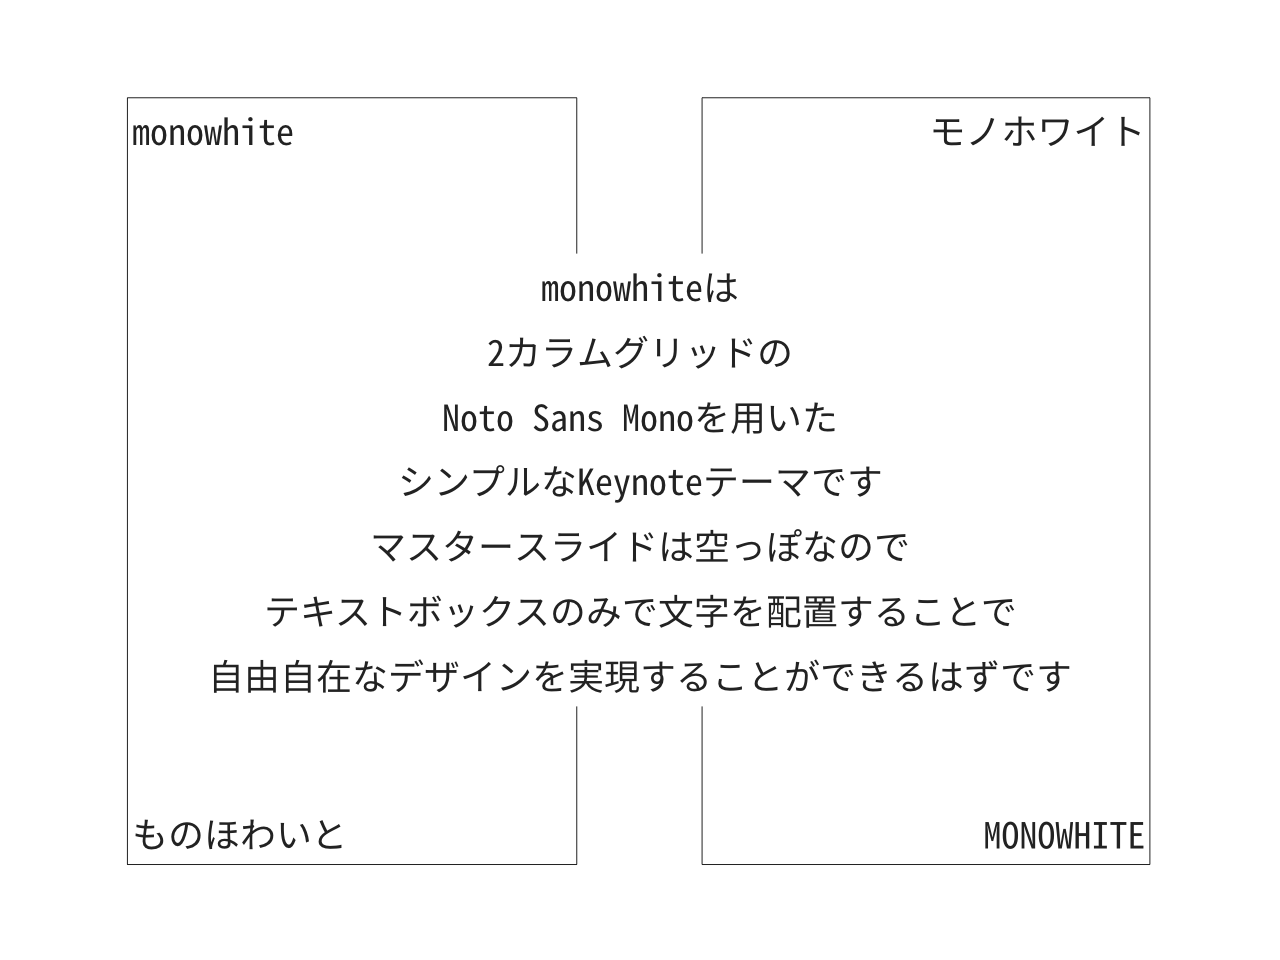 monowhite
モノホワイト
monowhiteは
2カラムグリッドの
Noto Sans Monoを用いた
シンプルなKeynoteテーマです
マスタースライドは空っぽなので
テキストボックスのみで文字を配置することで
自由自在なデザインを実現することができるはずです
ものほわいと
MONOWHITE